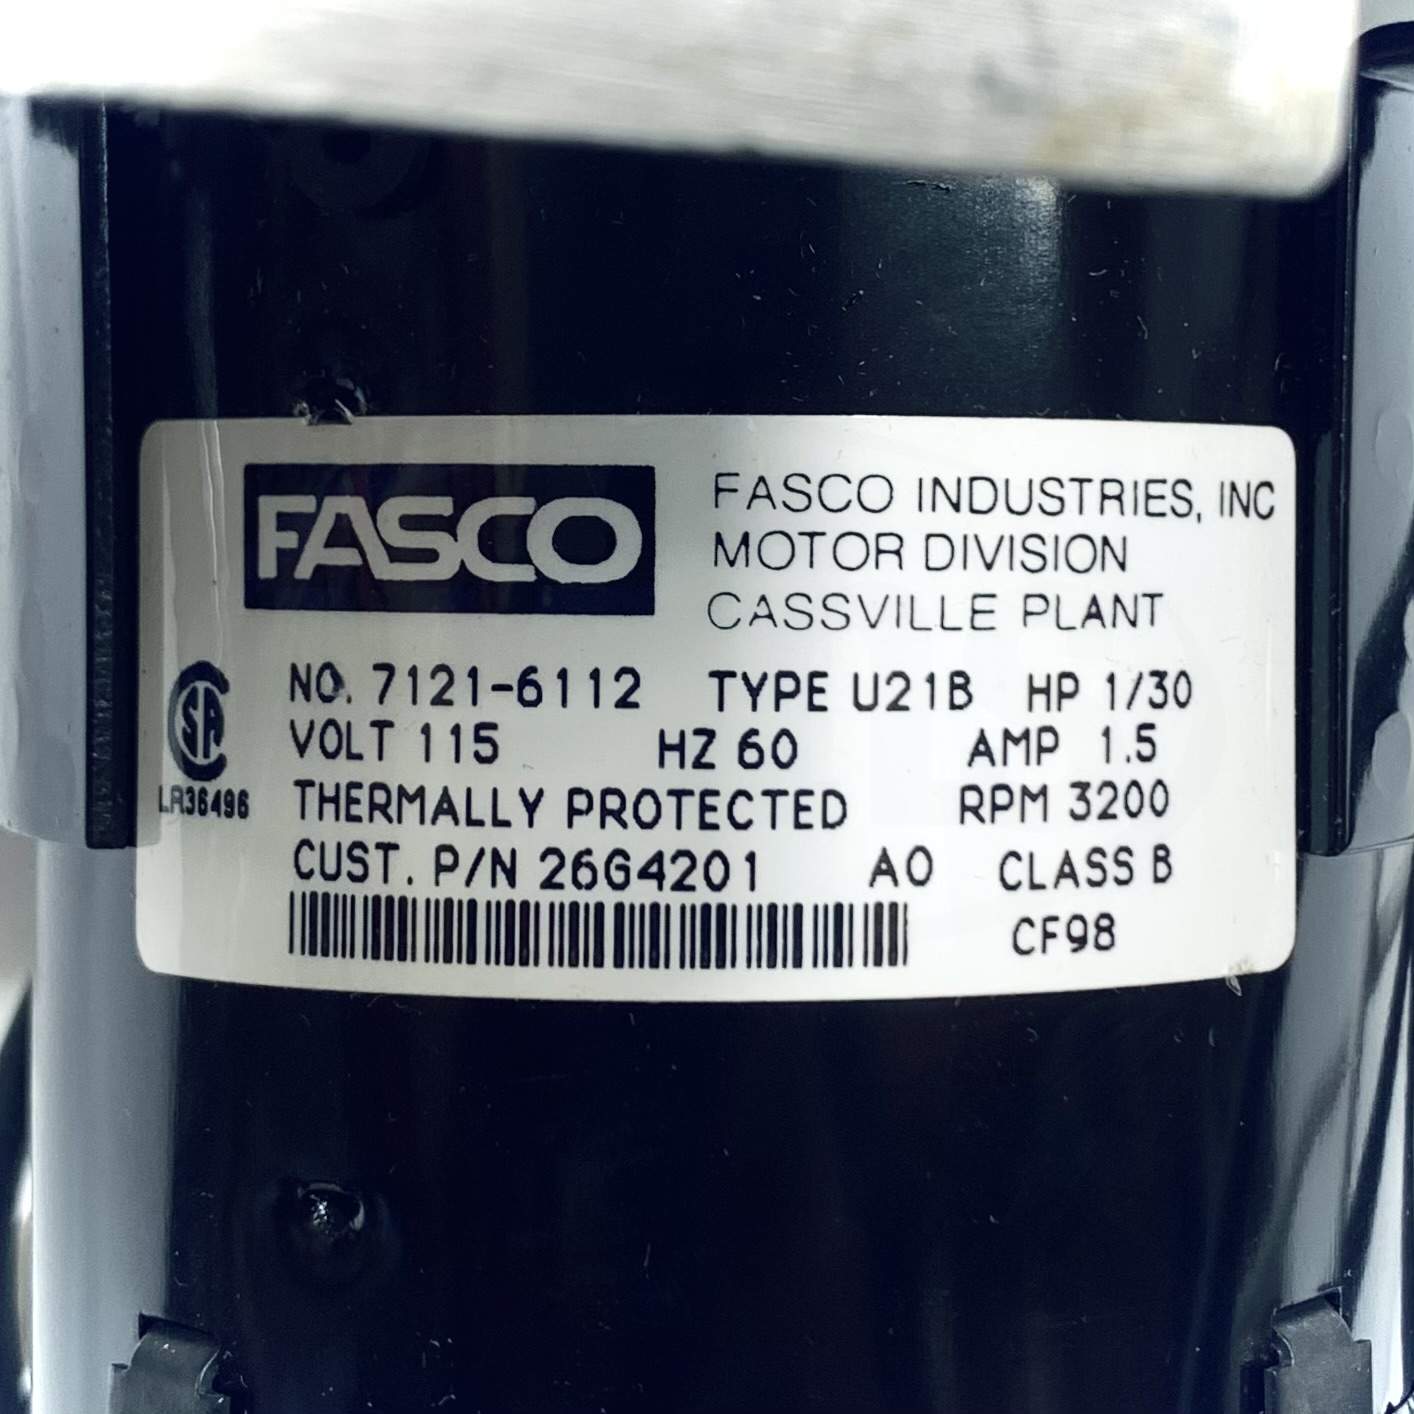 FASCO
FASCO INDUSTRIES, INC
MOTOR DIVISION
CASSVILLE PLANT
NO. 7121-6112 TYPE U21B HP 1/30
VOLT 115 HZ 60 AMP 1.5
SA
LR36496
THERMALLY PROTECTED RPM 3200
CUST. P/N 26G4201 AO CLASS B
CF98